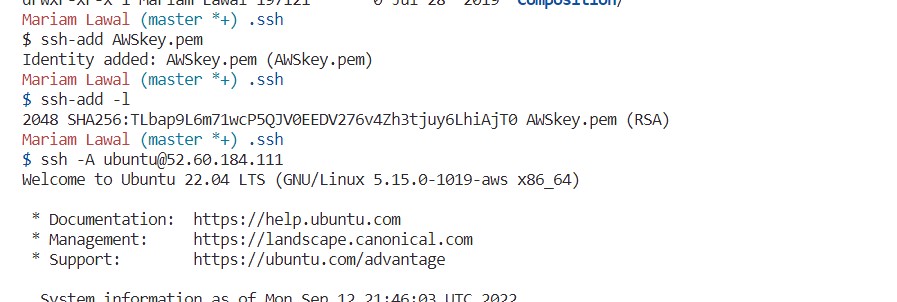 drwxr-xr-x 1 Mariam Lawal 197121 0 Jul 28 2019 Composition/
Mariam Lawal (master *+) .ssh
$ ssh-add AWSkey.pem
Identity added: AWSkey.pem (AWSkey.pem)
Mariam Lawal (master *+) .ssh
$ ssh-add -l
2048 SHA256:TLbap9L6m71wcP5QJV0EEDV276v4Zh3tjuy6LhiAjT0 AWSkey.pem (RSA)
Mariam Lawal (master *+) .ssh
$ ssh -A ubuntu@52.60.184.111
Welcome to Ubuntu 22.04 LTS (GNU/Linux 5.15.0-1019-aws x86_64)
* Documentation: https://help.ubuntu.com
* Management: https://landscape.canonical.com
* Support: https://ubuntu.com/advantage
System information as of Mon Sep 12 21:46:03 UTC 2022